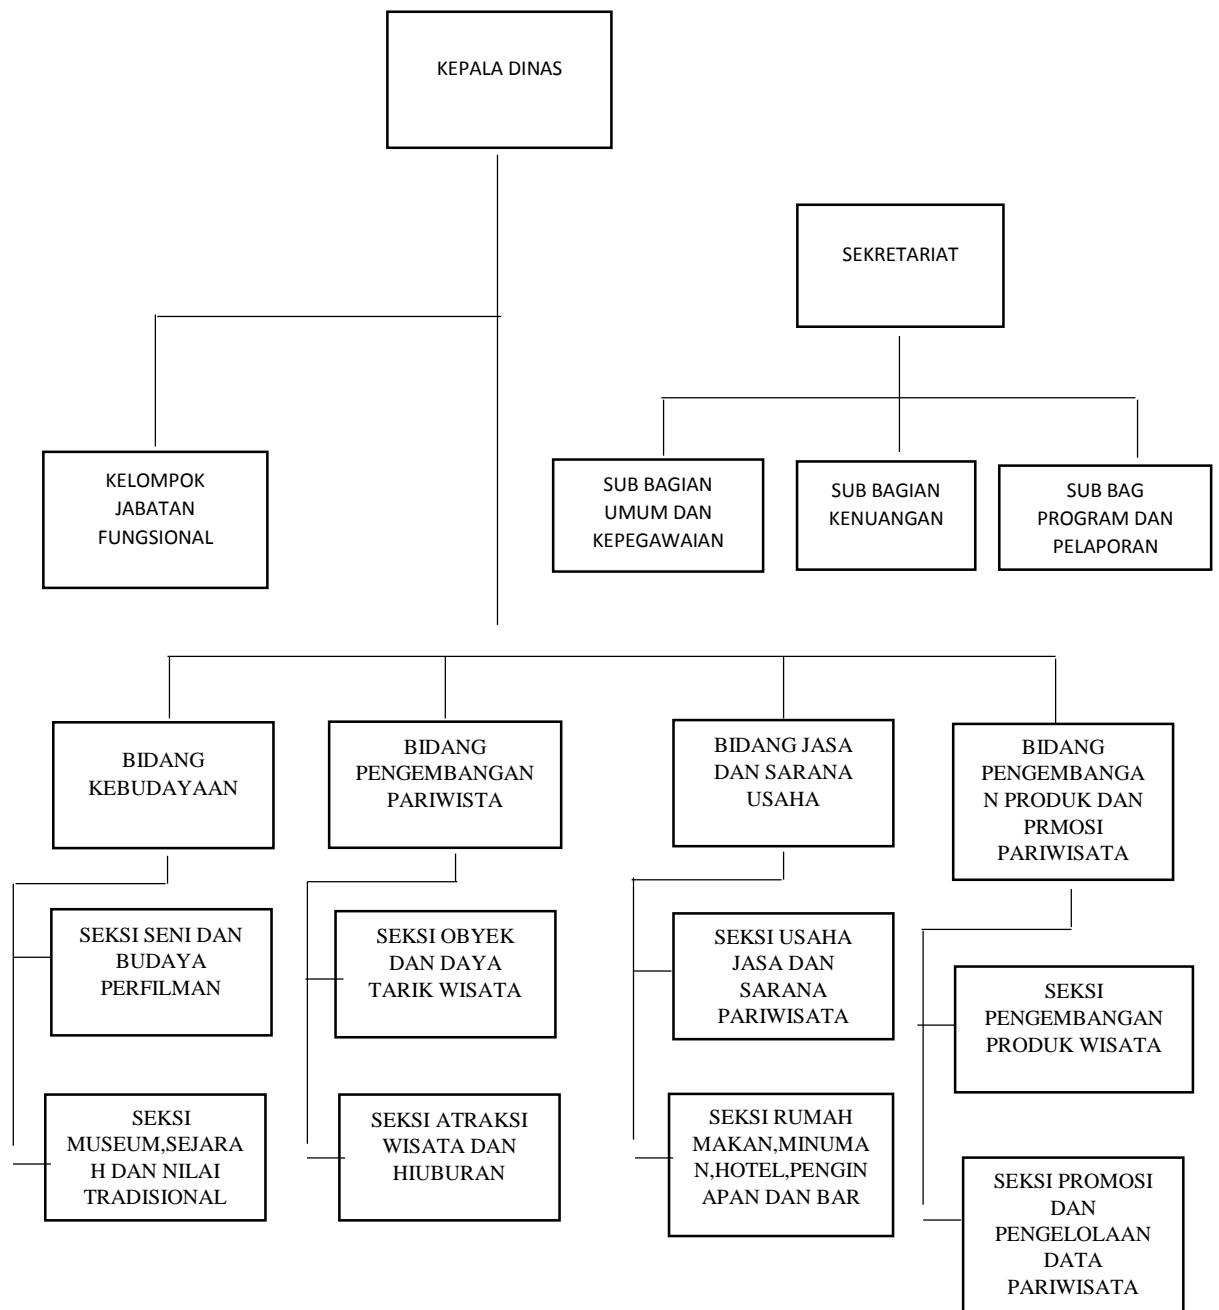 KEPALA DINAS
SEKRETARIAT
KELOMPOK
JABATAN
FUNGSIONAL
SUB BAGIAN
UMUM DAN
KEPEGAWAIAN
SUB BAGIAN
KENUANGAN
SUB BAG
PROGRAM DAN
PELAPORAN
BIDANG
KEBUDAYAAN
BIDANG
PENGEMBANGAN
PARIWISTA
BIDANG JASA
DAN SARANA
USAHA
BIDANG
PENGEMBANGA
N PRODUK DAN
PRMOSI
PARIWISATA
SEKSI SENI DAN
BUDAYA
PERFILMAN
SEKSI OBYEK
DAN DAYA
TARIK WISATA
SEKSI USAHA
JASA DAN
SARANA
PARIWISATA
SEKSI
PENGEMBANGAN
PRODUK WISATA
SEKSI
MUSEUM,SEJARA
H DAN NILAI
TRADISIONAL
SEKSI ATRAKSI
WISATA DAN
HIUBURAN
SEKSI RUMAH
MAKAN,MINUMA
N,HOTEL,PENGIN
APAN DAN BAR
SEKSI PROMOSI
DAN
PENGELOLAAN
DATA
PARIWISATA